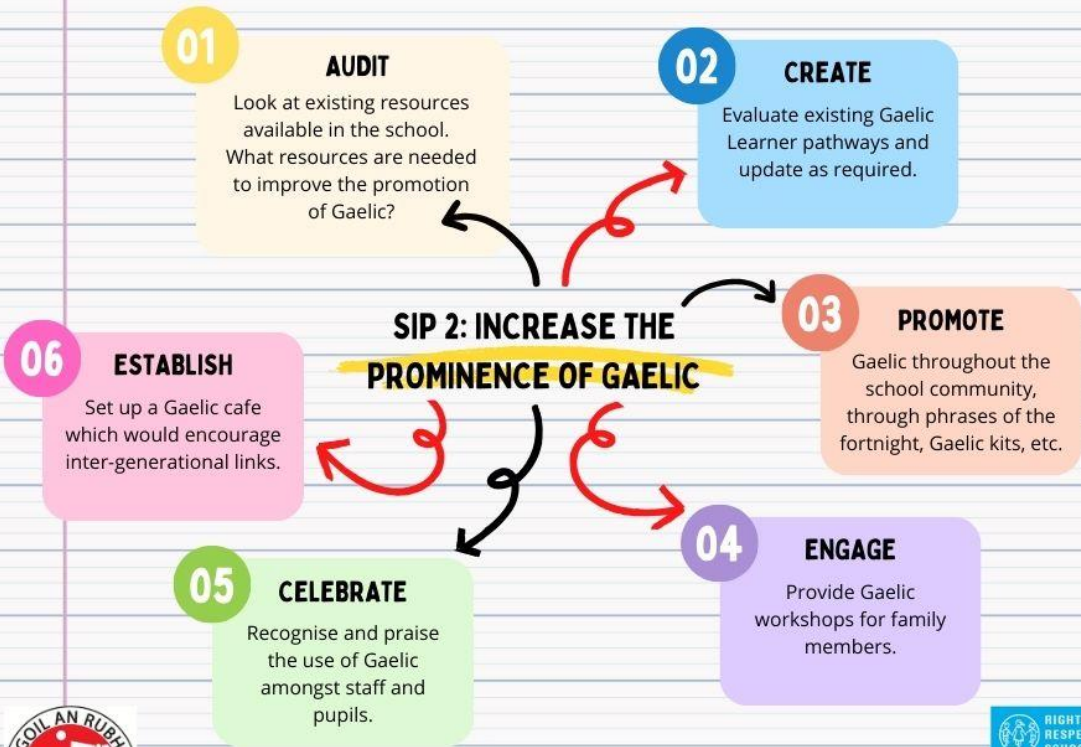 01
AUDIT
Look at existing resources
available in the school.
What resources are needed
to improve the promotion
of Gaelic?
02
CREATE
Evaluate existing Gaelic
Learner pathways and
update as required.
SIP 2: INCREASE THE
PROMINENCE OF GAELIC
03
PROMOTE
Gaelic throughout the
school community,
through phrases of the
fortnight, Gaelic kits, etc.
04
ENGAGE
Provide Gaelic
workshops for family
members.
05
CELEBRATE
Recognise and praise
the use of Gaelic
amongst staff and
pupils.
06
ESTABLISH
Set up a Gaelic cafe
which would encourage
inter-generational links.
AN
RIGHT